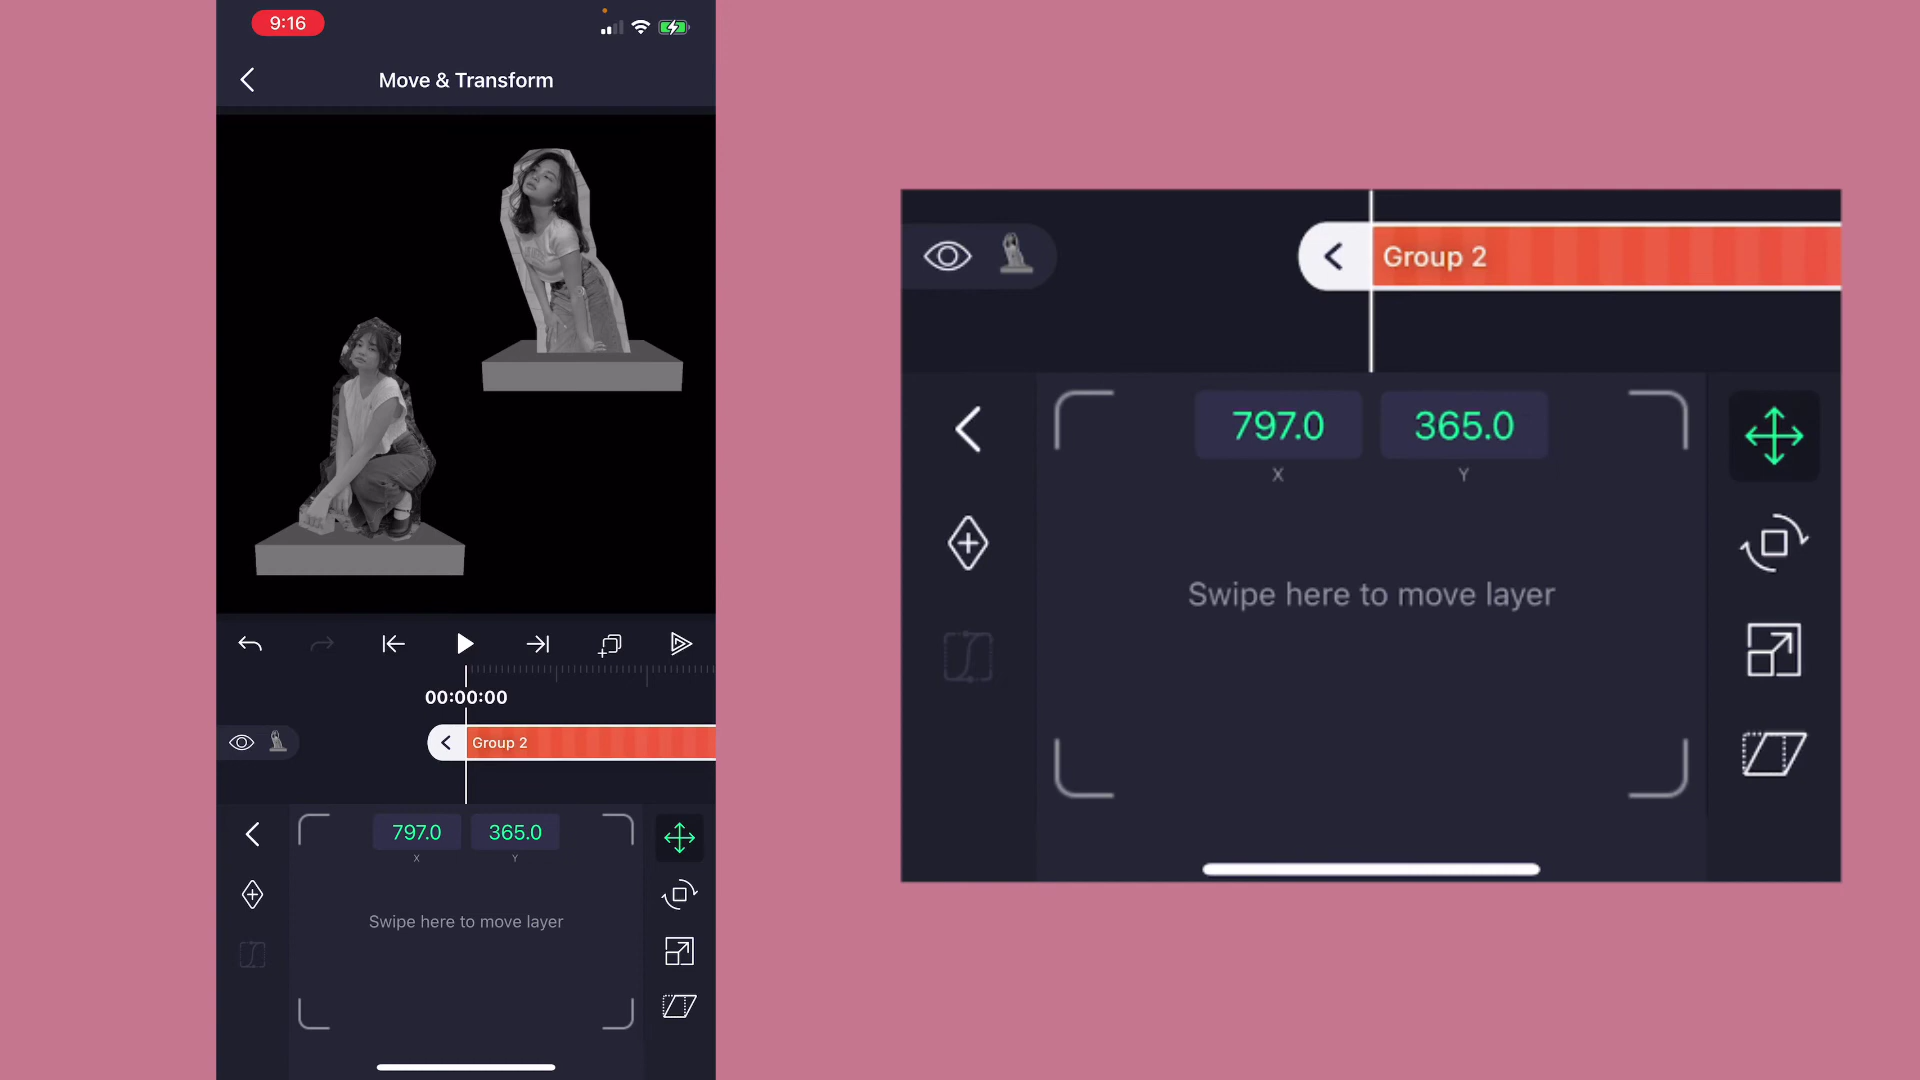 9:16
Move & Transform
00:00:00
Group 2
797.0 365.0
X Y
Swipe here to move layer
Group 2
797.0 365.0
X Y
Swipe here to move layer